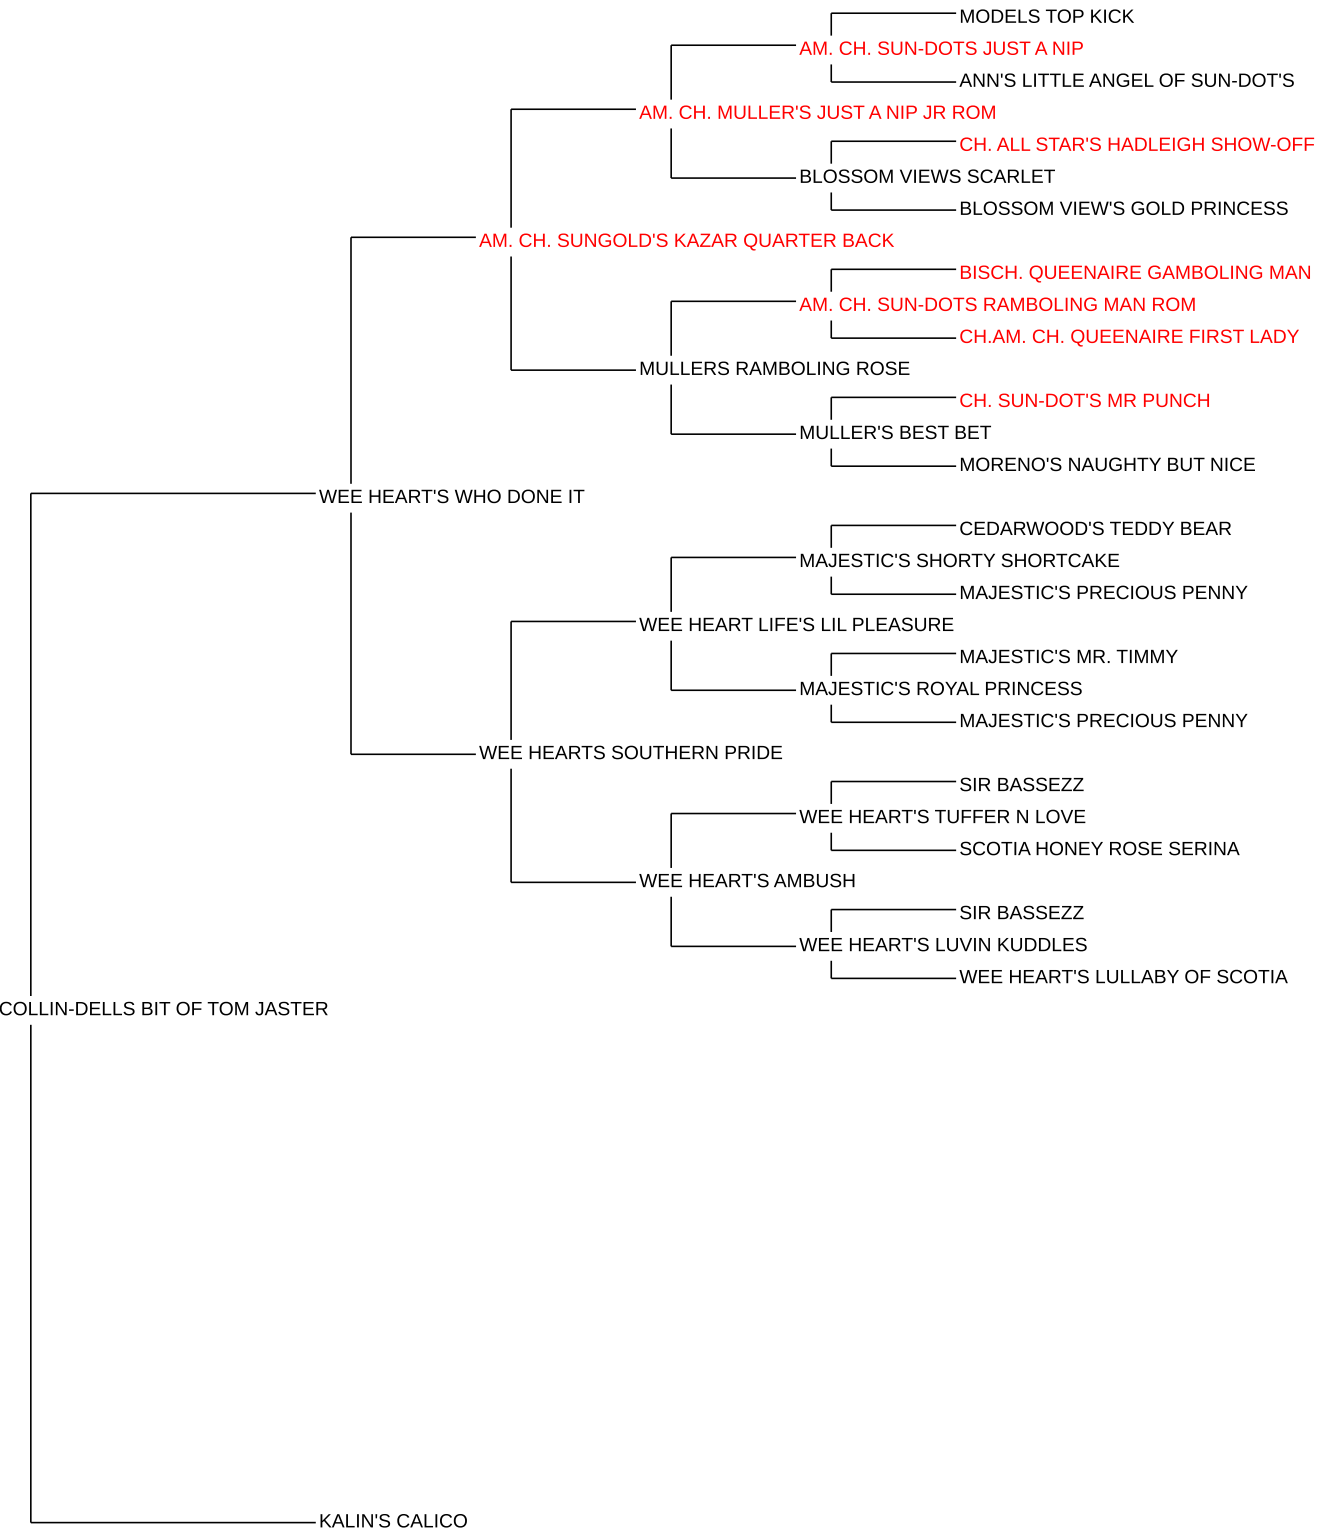 MODELS TOP KICK
AM. CH. SUN-DOTS JUST A NIP
ANN'S LITTLE ANGEL OF SUN-DOT'S
AM. CH. MULLER'S JUST A NIP JR ROM
CH. ALL STAR'S HADLEIGH SHOW-OFF
BLOSSOM VIEWS SCARLET
BLOSSOM VIEW'S GOLD PRINCESS
AM. CH. SUNGOLD'S KAZAR QUARTER BACK
BISCH. QUEENAIRE GAMBOLING MAN
AM. CH. SUN-DOTS RAMBOLING MAN ROM
CH.AM. CH. QUEENAIRE FIRST LADY
MULLERS RAMBOLING ROSE
CH. SUN-DOT'S MR PUNCH
MULLER'S BEST BET
MORENO'S NAUGHTY BUT NICE
WEE HEART'S WHO DONE IT
CEDARWOOD'S TEDDY BEAR
MAJESTIC'S SHORTY SHORTCAKE
MAJESTIC'S PRECIOUS PENNY
WEE HEART LIFE'S LIL PLEASURE
MAJESTIC'S MR. TIMMY
MAJESTIC'S ROYAL PRINCESS
MAJESTIC'S PRECIOUS PENNY
WEE HEARTS SOUTHERN PRIDE
SIR BASSEZZ
WEE HEART'S TUFFER N LOVE
SCOTIA HONEY ROSE SERINA
WEE HEART'S AMBUSH
SIR BASSEZZ
WEE HEART'S LUVIN KUDDLES
WEE HEART'S LULLABY OF SCOTIA
COLLIN-DELLS BIT OF TOM JASTER
KALIN'S CALICO